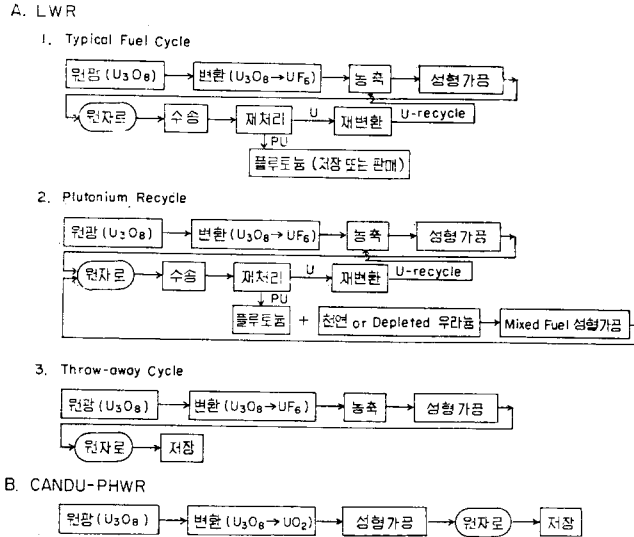 A. LWR
1. Typical Fuel Cycle
원광 (U₃O₈) 변환 (U₃O₈→UF₆) 농축 성형가공
원자로 수송 재처리 U 재변환 U-recycle
PU
플루토늄 (저장 또는 판매)
2. Plutonium Recycle
원광 (U₃O₈) 변환 (U₃O₈→UF₆) 농축 성형가공
원자로 수송 재처리 U 재변환 U-recycle
PU
플루토늄 + 천연 or Depleted 우라늄 Mixed Fuel 성형가공
3. Throw-away Cycle
원광 (U₃O₈) 변환 (U₃O₈→UF₆) 농축 성형가공
원자로 저장
B. CANDU-PHWR
원광 (U₃O₈) 변환 (U₃O₈→UO₂) 성형가공 원자로 저장